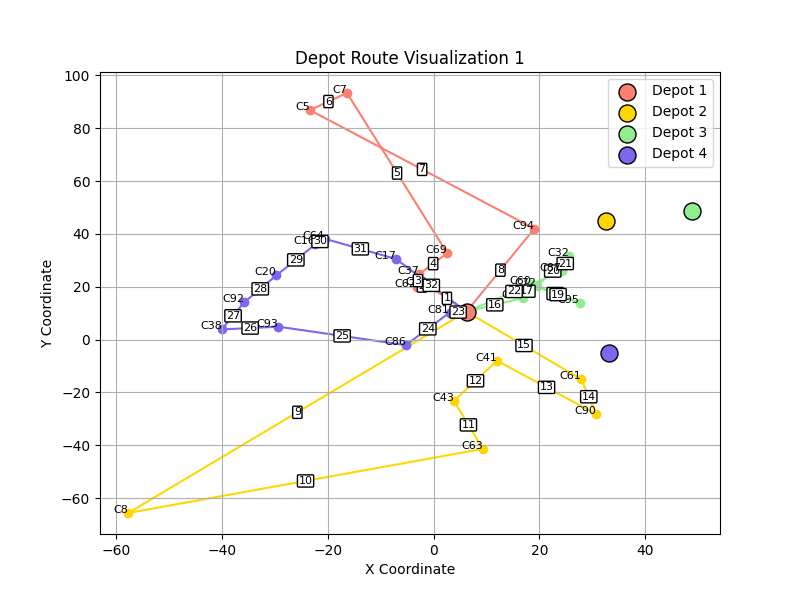 Depot Route Visualization 1
Depot 1
Depot 2
Depot 3
Depot 4
Y Coordinate
100
80
60
40
20
0
−20
−40
−60
−60
−40
−20
0
20
40
X Coordinate
C7
C5
6
5
7
C94
C69
4
C64
30
31
C17
29
C20
28
C92
27
C38
26
C93
25
C86
24
C81
23
C37
32
1
8
16
C32
21
20
C60
22
17
19
C95
15
C61
14
C90
13
C41
12
C43
11
C63
10
9
C8